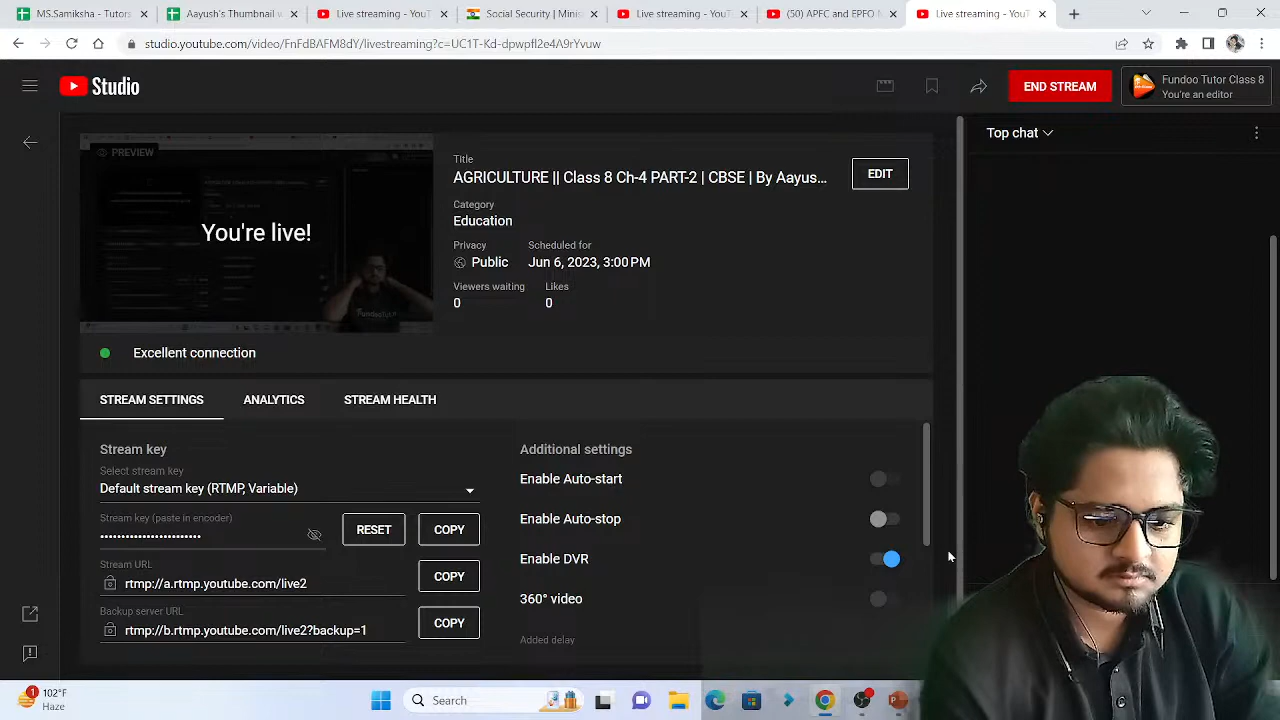 MS.Samiksha - Tutors
Aayush's Thumbnail w
Live streaming - YouT
Social Security | Minis
Live streaming - YouT
(50) APFC and EPFO
Live streaming - YouT
studio.youtube.com/video/FnFdBAFM8dY/livestreaming?c=UC1T-Kd-dpwpfl2e4A9rYvuw
Studio
END STREAM
Fundoo Tutor Class 8
You're an editor
PREVIEW
You're live!
Title
AGRICULTURE || Class 8 Ch-4 PART-2 | CBSE | By Aayus...
EDIT
Category
Education
Privacy
Scheduled for
Public
Jun 6, 2023, 3:00 PM
Viewers waiting
Likes
0
0
Top chat
Excellent connection
STREAM SETTINGS
ANALYTICS
STREAM HEALTH
Stream key
Select stream key
Default stream key (RTMP, Variable)
Stream key (paste in encoder)
RESET
COPY
Stream URL
rtmp://a.rtmp.youtube.com/live2
COPY
Backup server URL
rtmp://b.rtmp.youtube.com/live2?backup=1
COPY
Additional settings
Enable Auto-start
Enable Auto-stop
Enable DVR
360° video
Added delay
1
102°F
Haze
Search